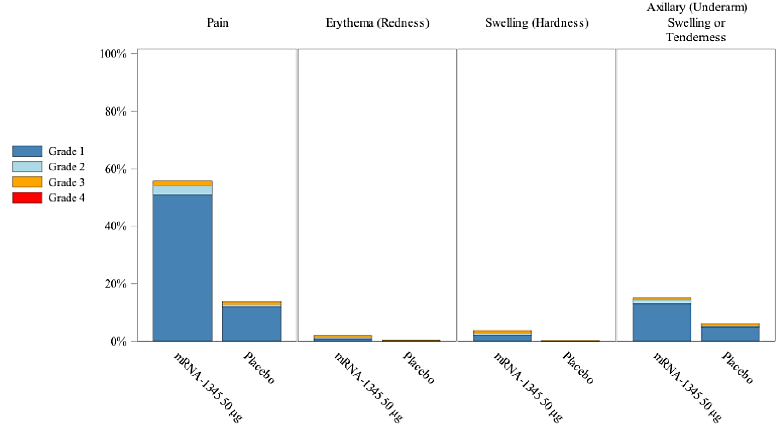 Pain
Erythema (Redness)
Swelling (Hardness)
Axillary (Underarm)
Swelling or
Tenderness
100%
80%
60%
40%
20%
0%
Grade 1
Grade 2
Grade 3
Grade 4
mRNA-1345 50 µg
Placebo
mRNA-1345 50 µg
Placebo
mRNA-1345 50 µg
Placebo
mRNA-1345 50 µg
Placebo